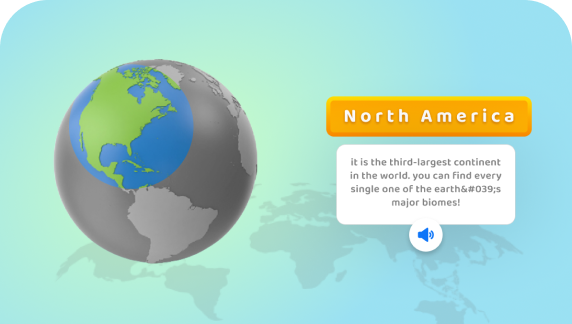 North America
it is the third-largest continent
in the world. you can find every
single one of the earth&#039;s
major biomes!